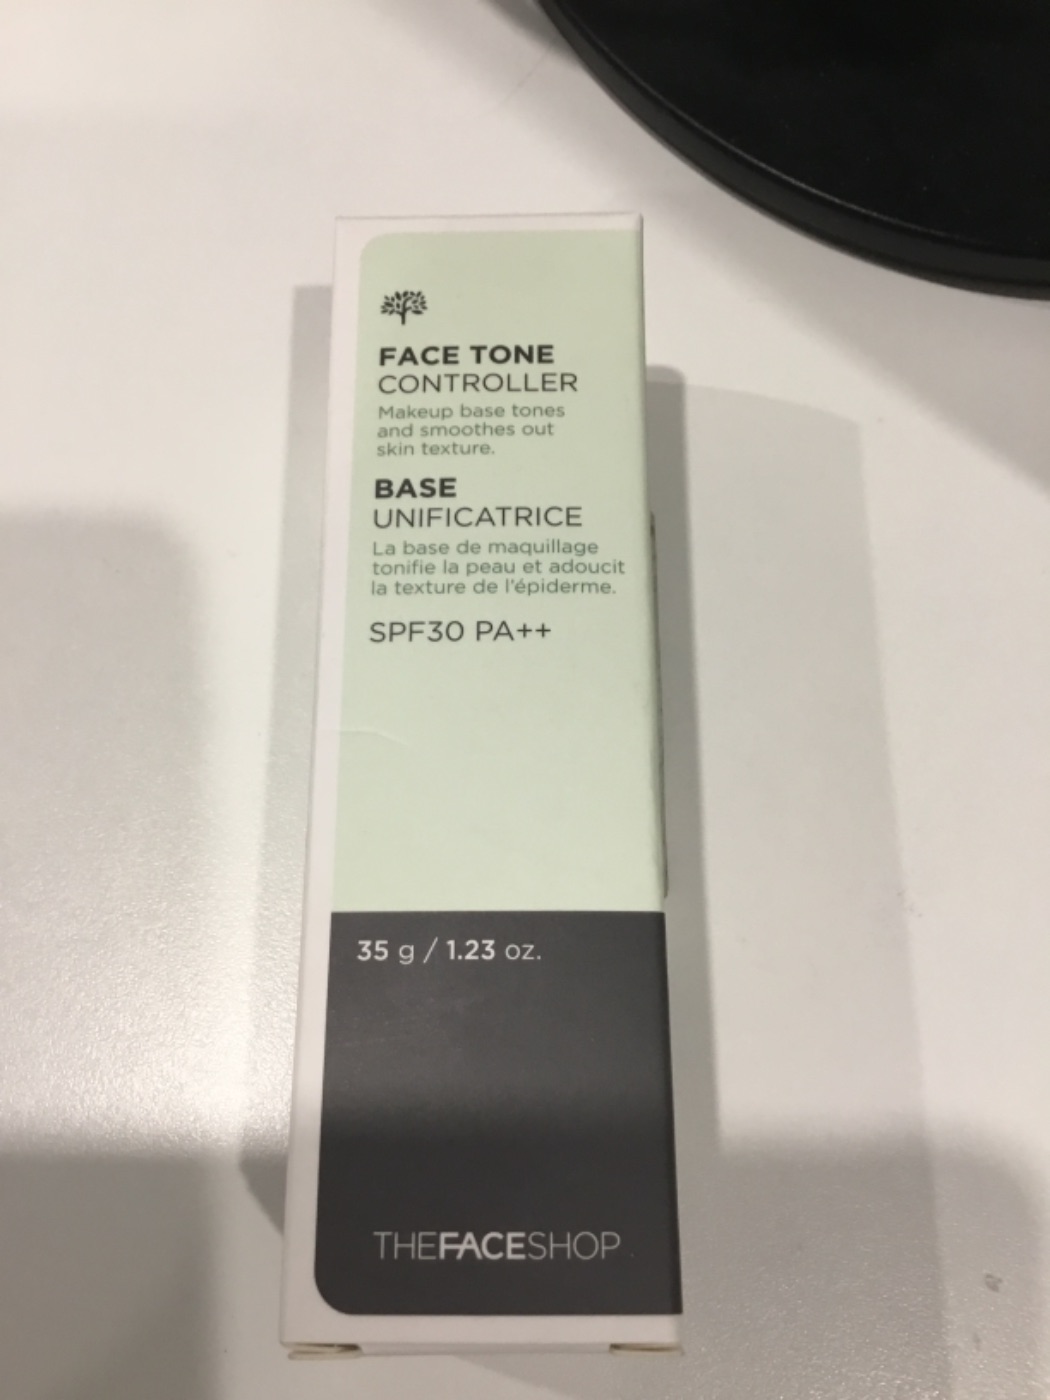 FACE TONE
CONTROLLER
Makeup base tones
and smoothes out
skin texture.
BASE
UNIFICATRICE
La base de maquillage
tonifie la peau et adoucit
la texture de l'épiderme.
SPF30 PA++
35 g / 1.23 oz.
THEFACESHOP